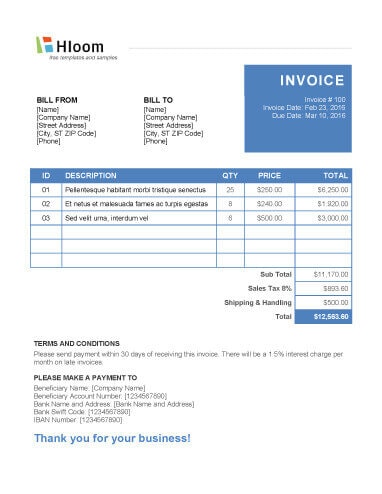 Hloom
free templates and samples
INVOICE
Invoice # 100
Invoice Date: Feb 23, 2016
Due Date: Mar 10, 2016
BILL FROM
[Name]
[Company Name]
[Street Address]
[City, ST ZIP Code]
[Phone]
BILL TO
[Name]
[Company Name]
[Street Address]
[City, ST ZIP Code]
[Phone]
ID DESCRIPTION QTY PRICE TOTAL
01 Pellentesque habitant morbi tristique senectus 25 $250.00 $6,250.00
02 Et netus et malesuada fames ac turpis egestas 8 $240.00 $1,920.00
03 Sed velit urna, interdum vel 6 $500.00 $3,000.00
Sub Total $11,170.00
Sales Tax 8% $893.60
Shipping & Handling $500.00
Total $12,563.60
TERMS AND CONDITIONS
Please send payment within 30 days of receiving this invoice. There will be a 1.5% interest charge per
month on late invoices.
PLEASE MAKE A PAYMENT TO
Beneficiary Name: [Company Name]
Beneficiary Account Number: [1234567890]
Bank Name and Address: [Bank Name and Address]
Bank Swift Code: [1234567890]
IBAN Number: [1234567890]
Thank you for your business!